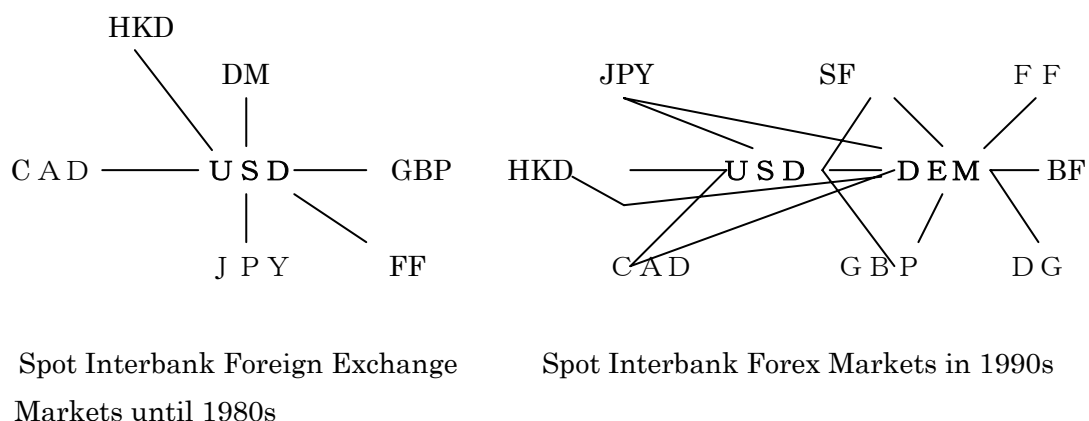 HKD
DM
CAD USD GBP
JPY FF
JPY SF FF
HKD USD DEM BF
CAD GBP DG
Spot Interbank Foreign Exchange
Markets until 1980s
Spot Interbank Forex Markets in 1990s